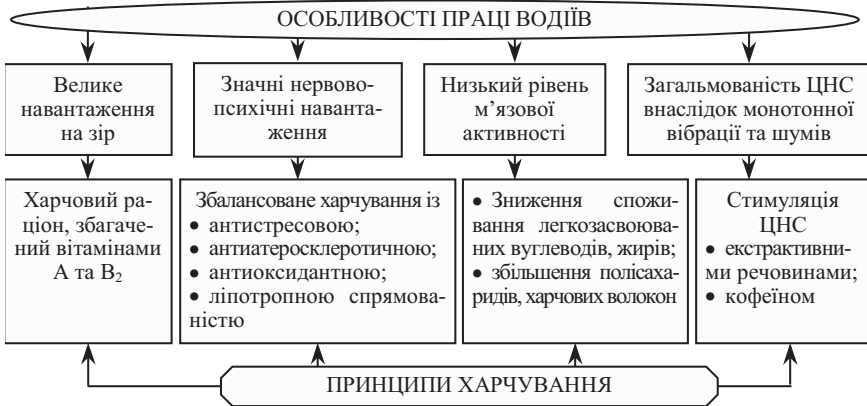 ОСОБЛИВОСТІ ПРАЦІ ВОДІЇВ
Велике
навантаження
на зір
Значні нервово-
психічні наванта-
ження
Низький рівень
м’язової
активності
Загальмованість ЦНС
внаслідок монотонної
вібрації та шумів
Харчовий ра-
ціон, збага-
чений вітамінами
А та В₂
Збалансоване харчування із
• антистресовою;
• антиатеросклеротичною;
• антиоксидантною;
• ліпотропною спрямова-
ністю
• Зниження спожи-
вання легкозасвоюва-
них вуглеводів, жирів;
• збільшення полісаха-
ридів, харчових волокон
Стимуляція
ЦНС
• екстрактивни-
ми речовинами;
• кофеїном
ПРИНЦИПИ ХАРЧУВАННЯ